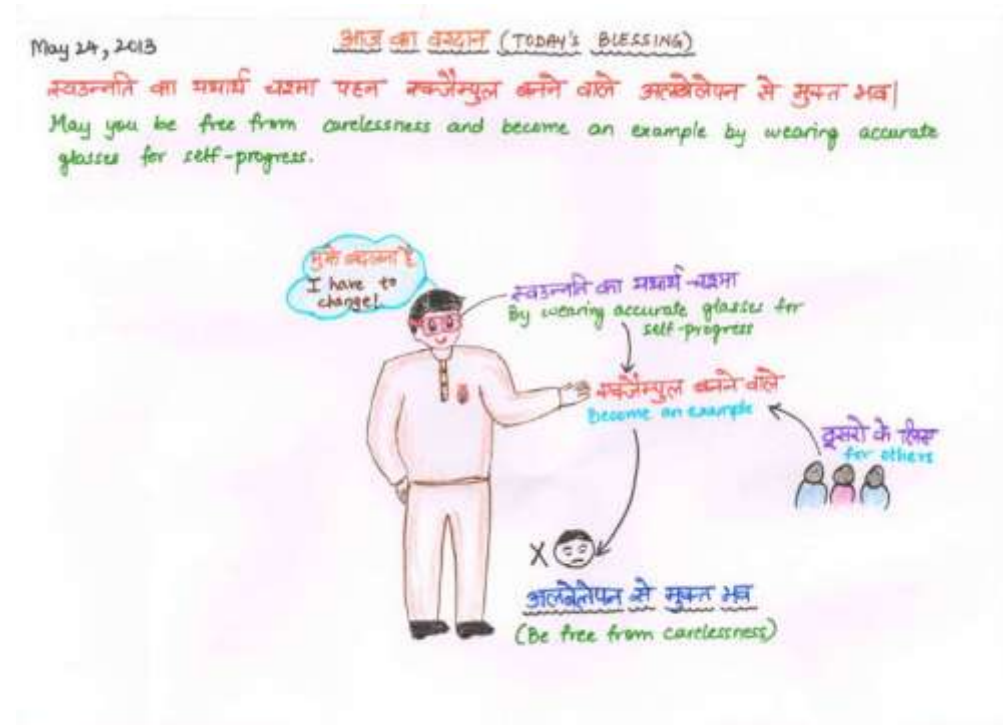 May 24, 2013
आज का वरदान (TODAY'S BLESSING)
स्वउन्नति का यथार्थ चश्मा पहन एक्जैम्पुल बनने वाले अलबेलेपन से मुक्त भव|
May you be free from carelessness and become an example by wearing accurate
glasses for self-progress.
मुझे बदलना है
I have to
change!
स्वउन्नति का यथार्थ चश्मा
By wearing accurate glasses for
self-progress
एक्जैम्पुल बनने वाले
Become an example
दूसरो के लिए
for others
X
अलबेलेपन से मुक्त भव
(Be free from carelessness)